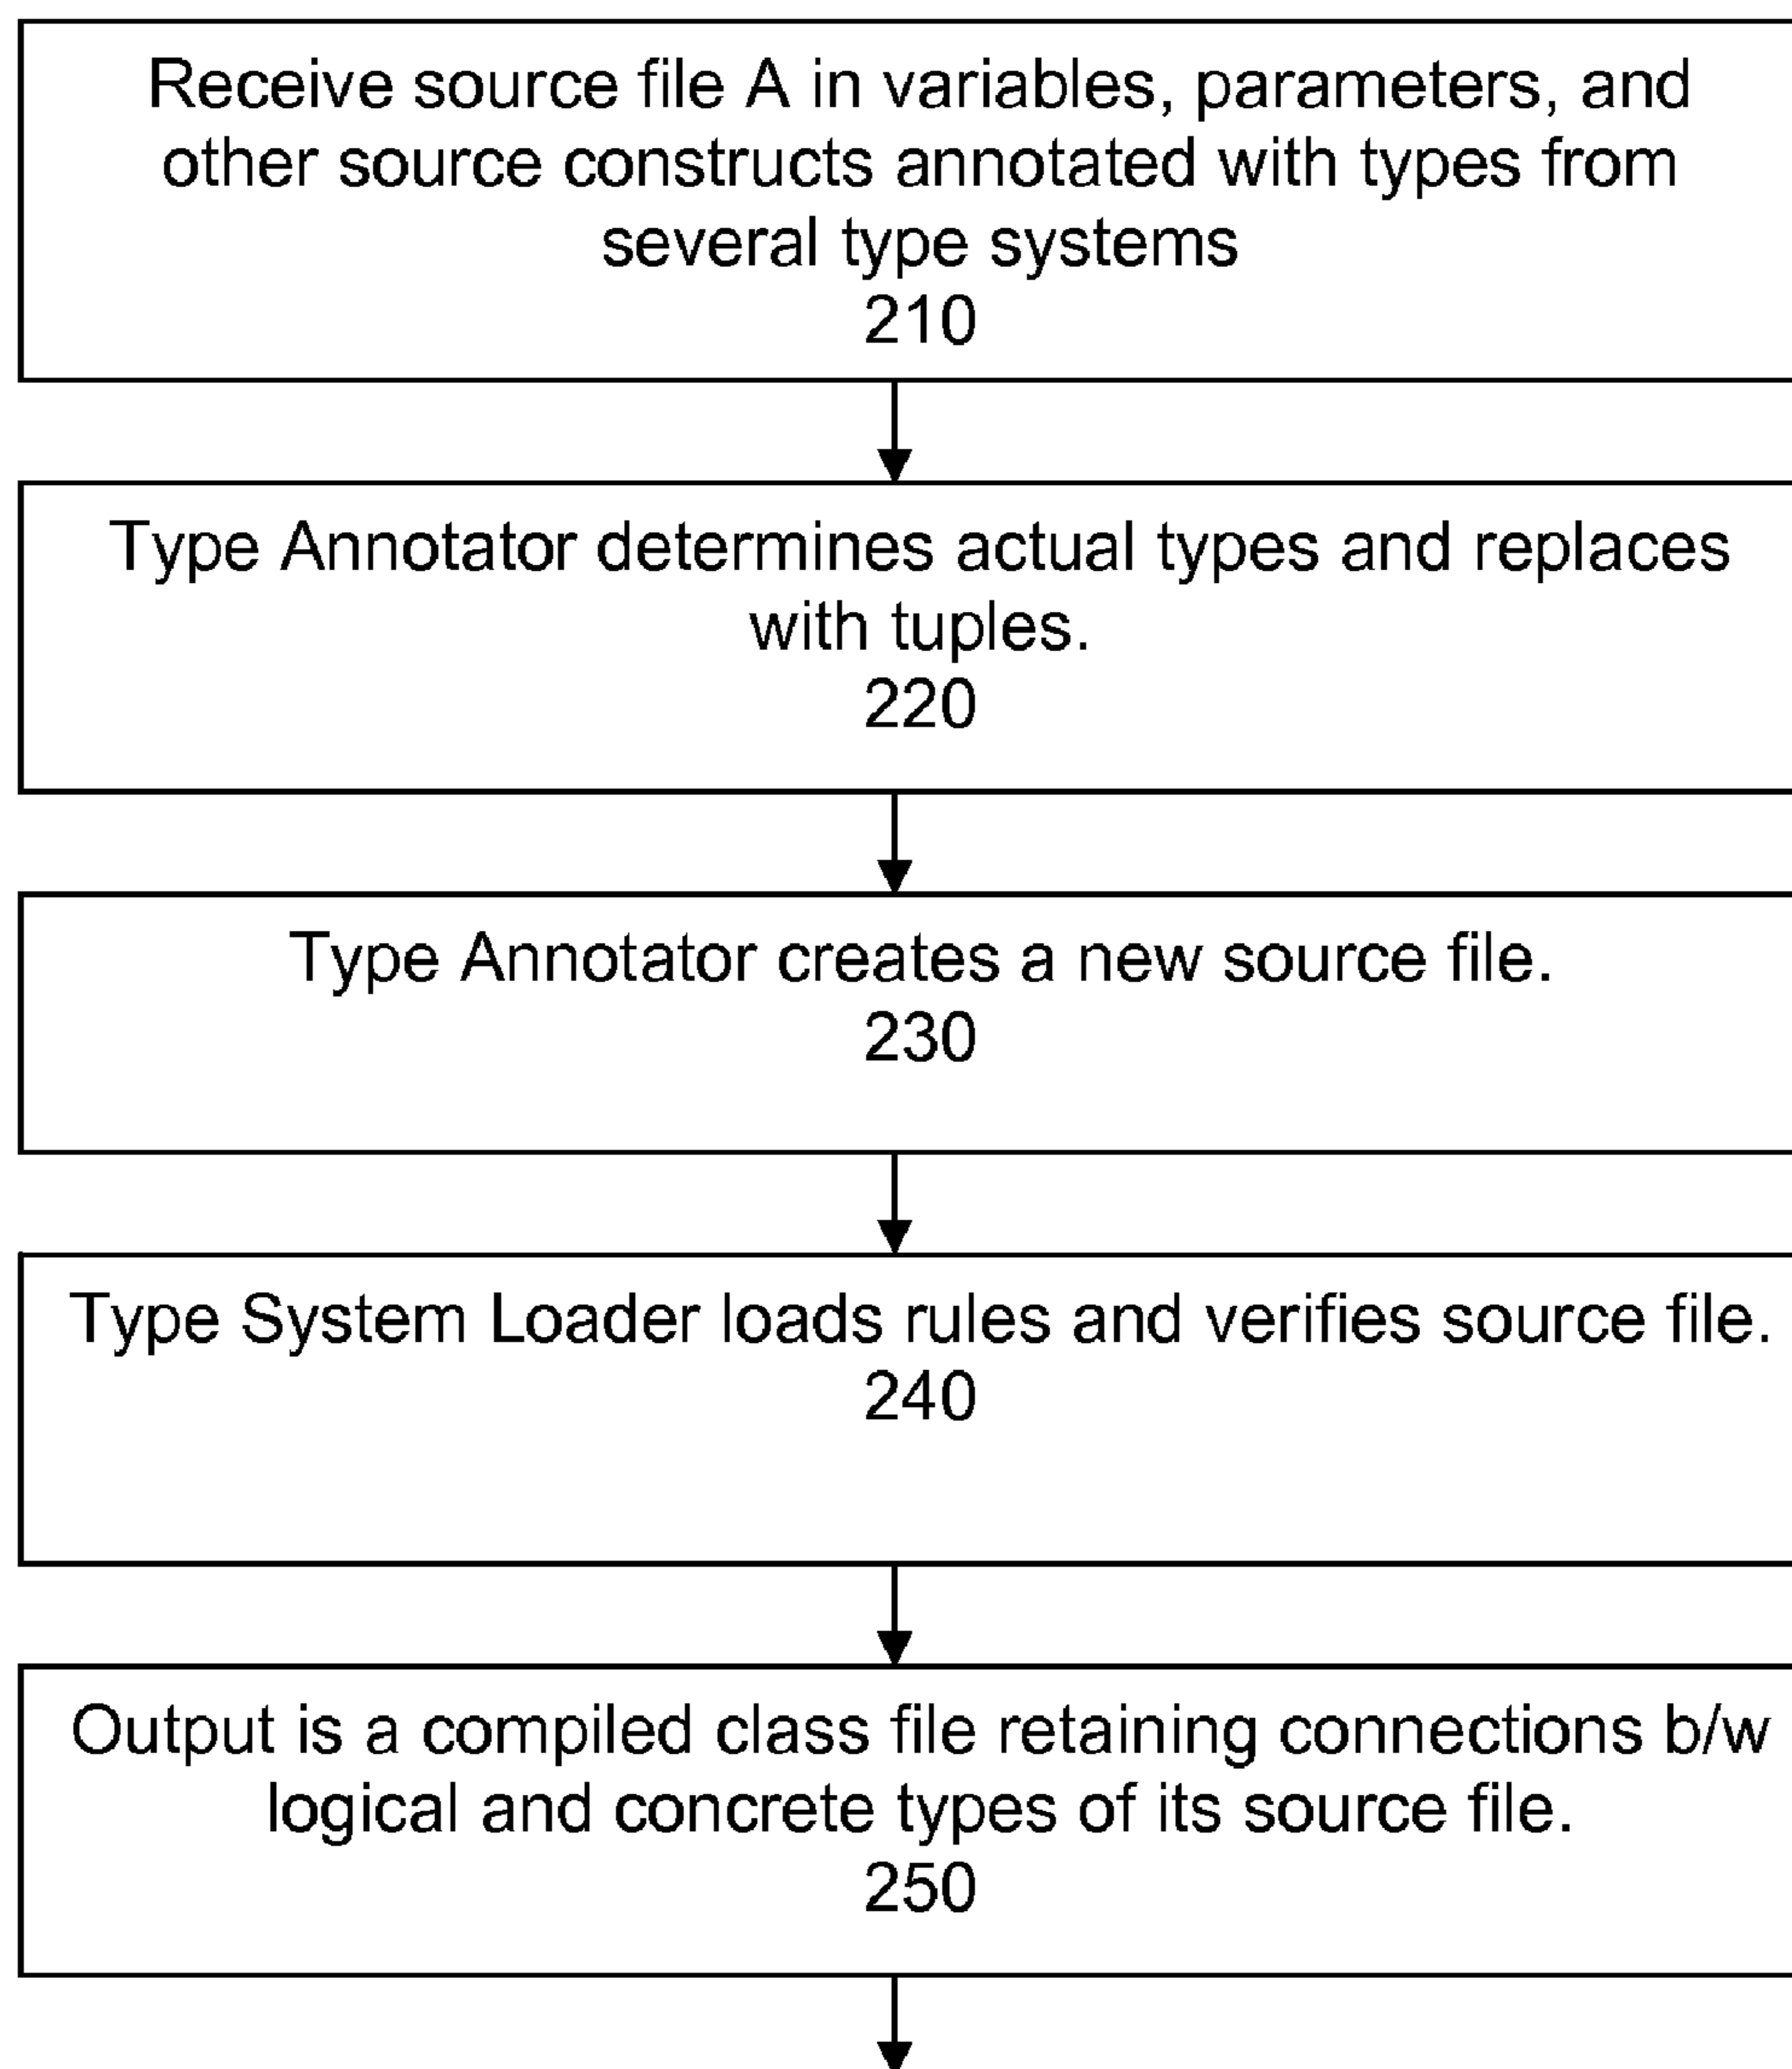 Receive source file A in variables, parameters, and
other source constructs annotated with types from
several type systems
210
Type Annotator determines actual types and replaces
with tuples.
220
Type Annotator creates a new source file.
230
Type System Loader loads rules and verifies source file.
240
Output is a compiled class file retaining connections b/w
logical and concrete types of its source file.
250